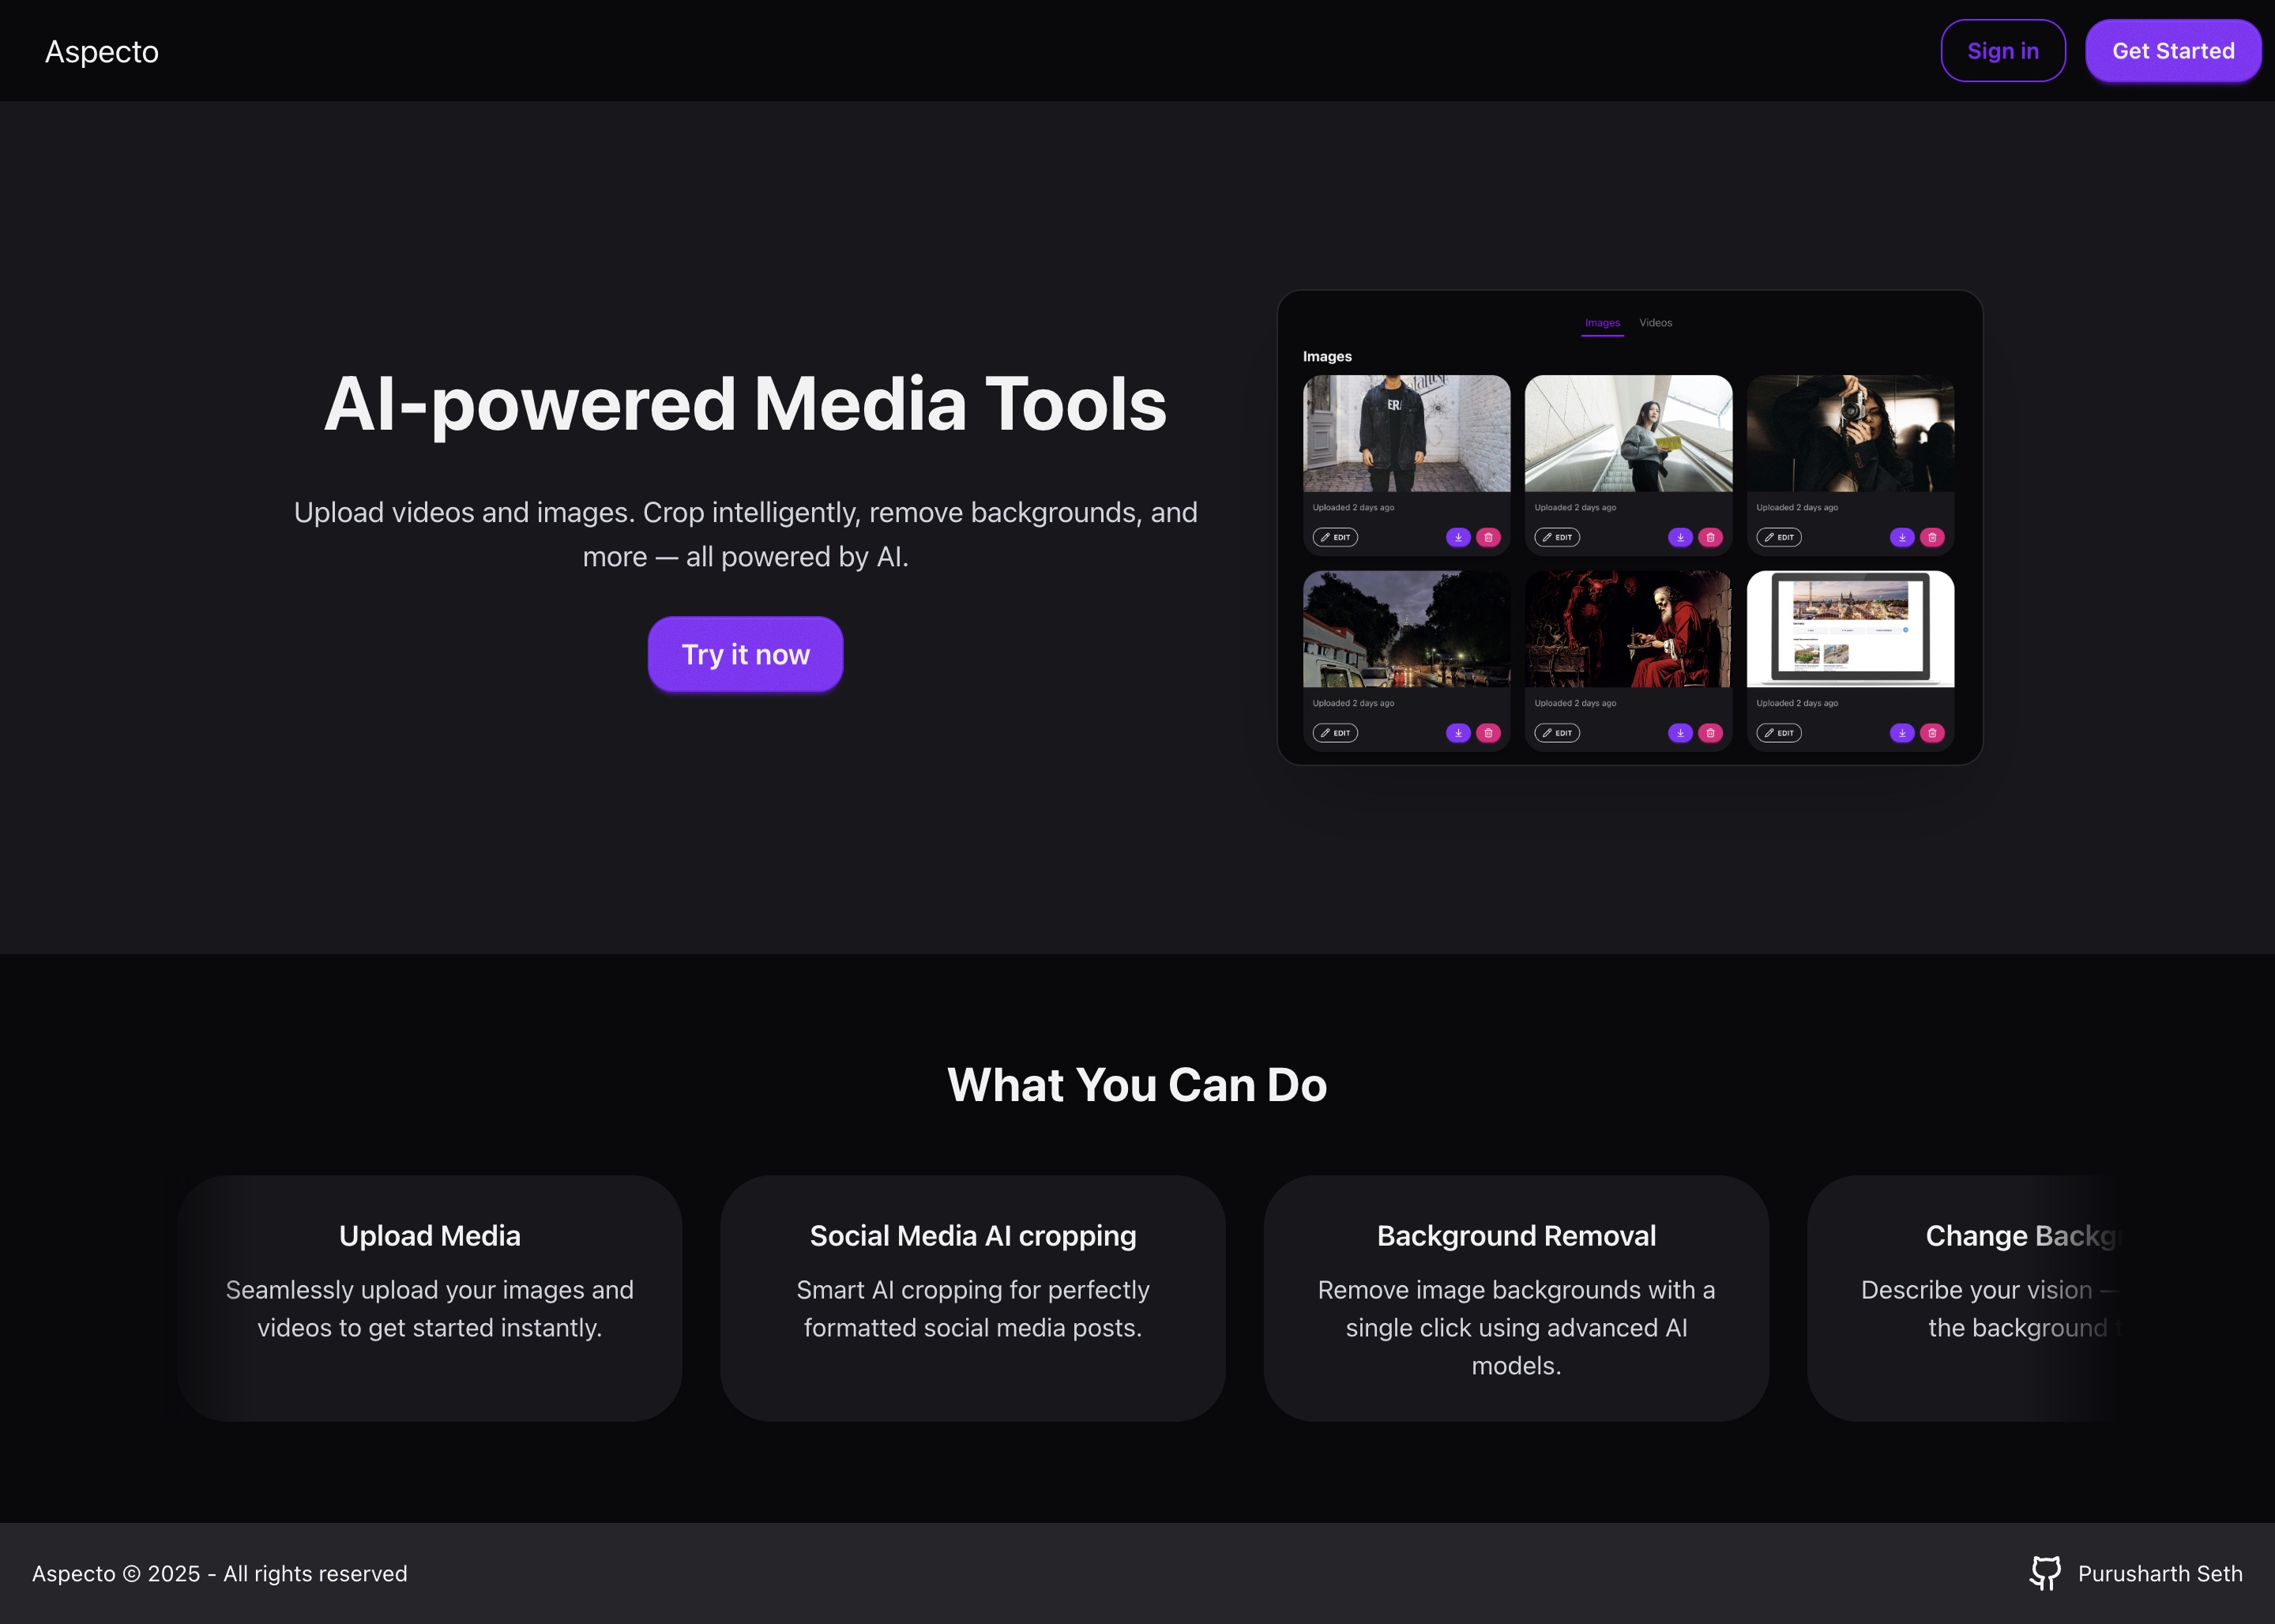 Aspecto
Sign in
Get Started
AI-powered Media Tools
Upload videos and images. Crop intelligently, remove backgrounds, and
more — all powered by AI.
Try it now
Images
Videos
Images
ER
Uploaded 2 days ago
Uploaded 2 days ago
Uploaded 2 days ago
EDIT
EDIT
EDIT
Uploaded 2 days ago
Uploaded 2 days ago
Uploaded 2 days ago
EDIT
EDIT
EDIT
What You Can Do
Upload Media
Seamlessly upload your images and
videos to get started instantly.
Social Media AI cropping
Smart AI cropping for perfectly
formatted social media posts.
Background Removal
Remove image backgrounds with a
single click using advanced AI
models.
Change Backg
Describe your vision —
the background
Aspecto © 2025 - All rights reserved
Purusharth Seth